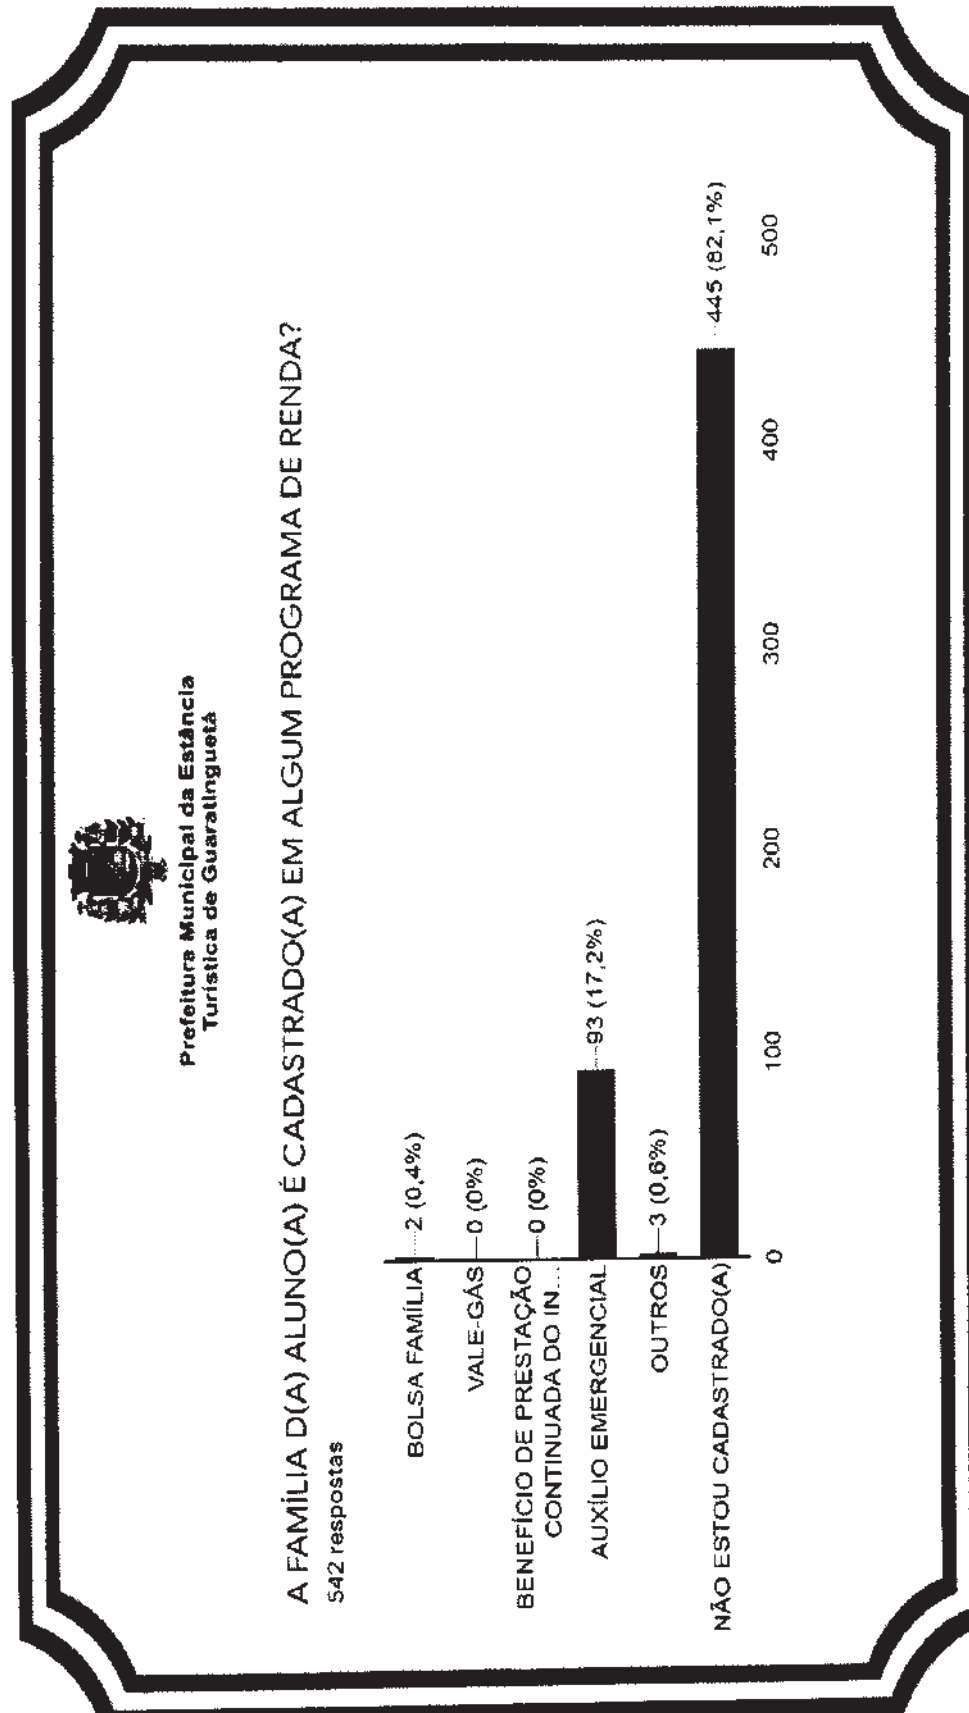 Prefeitura Municipal da Estância
Turística de Guaratinguetá
A FAMÍLIA D(A) ALUNO(A) É CADASTRADO(A) EM ALGUM PROGRAMA DE RENDA?
542 respostas
BOLSA FAMÍLIA 2 (0,4%)
VALE-GÁS 0 (0%)
BENEFÍCIO DE PRESTAÇÃO
CONTINUADA DO IN... 0 (0%)
AUXÍLIO EMERGENCIAL 93 (17,2%)
OUTROS 3 (0,6%)
NÃO ESTOU CADASTRADO(A) 445 (82,1%)
0 100 200 300 400 500